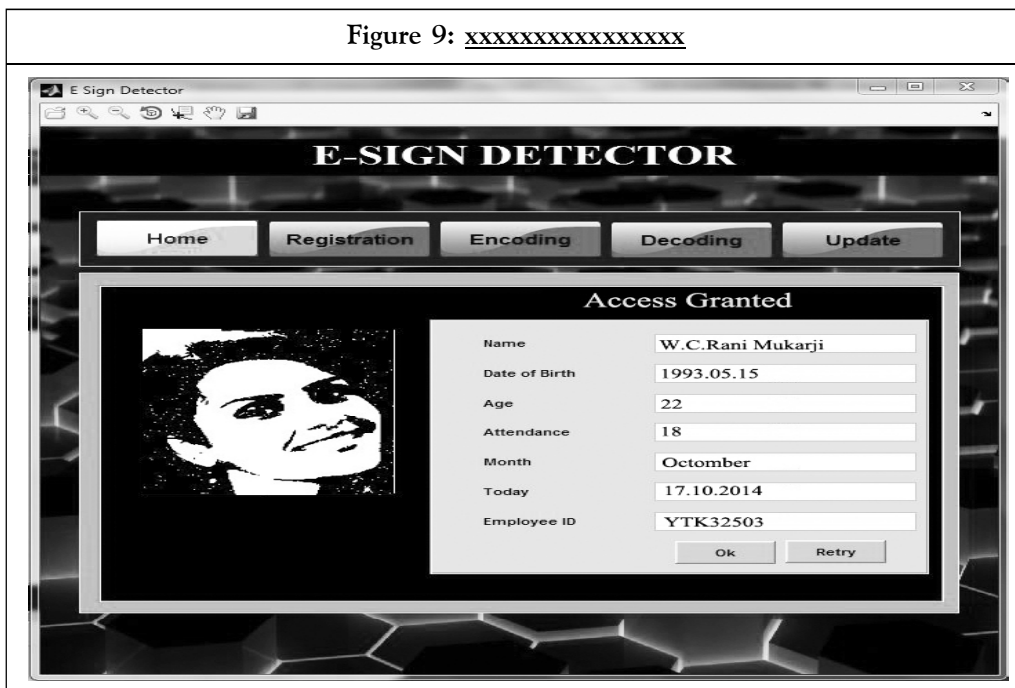 Figure 9: xxxxxxxxxxxxxxxx
E Sign Detector
E-SIGN DETECTOR
Home Registration Encoding Decoding Update
Access Granted
Name W.C.Rani Mukarji
Date of Birth 1993.05.15
Age 22
Attendance 18
Month Octomber
Today 17.10.2014
Employee ID YTK32503
Ok Retry